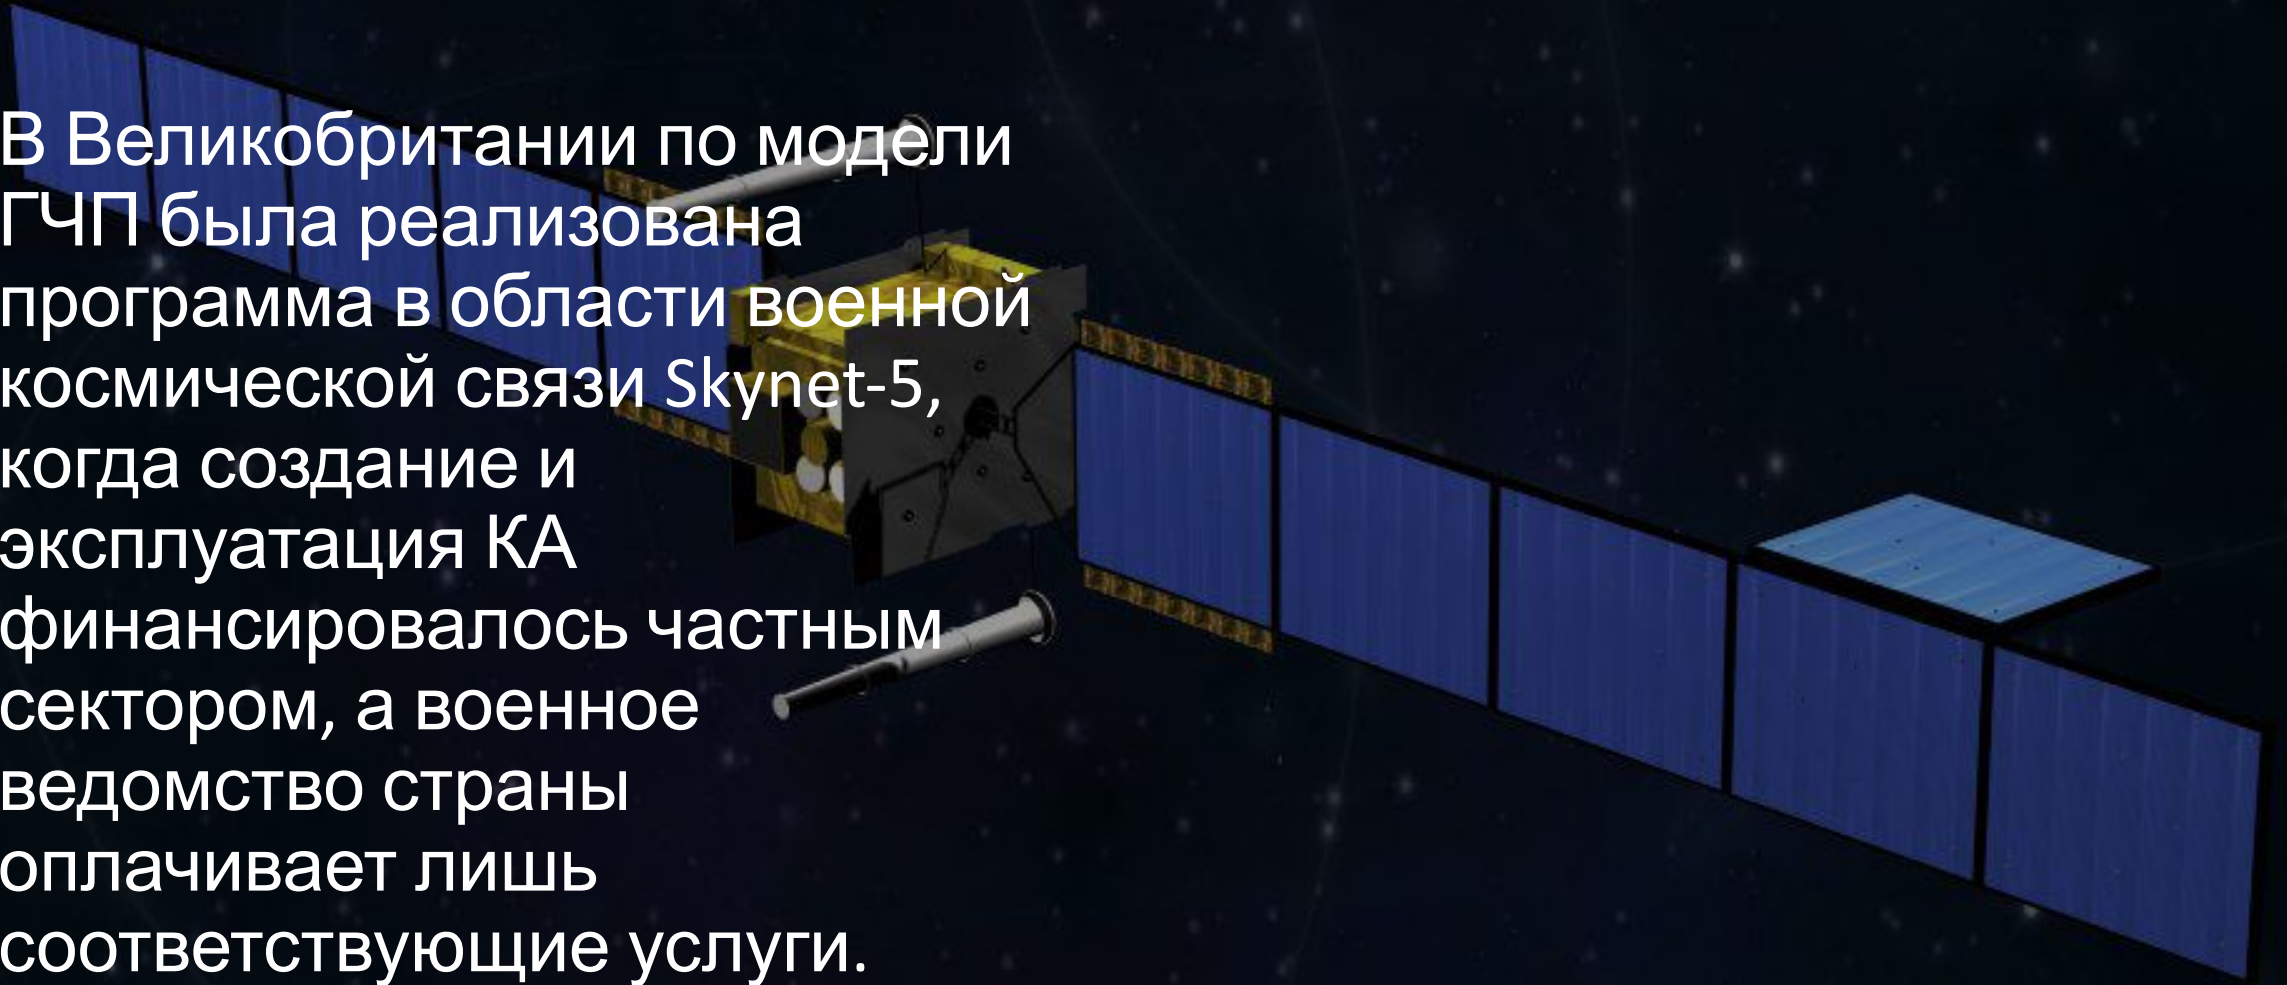 В Великобритании по модели
ГЧП была реализована
программа в области военной
космической связи Skynet-5,
когда создание и
эксплуатация КА
финансировалось частным
сектором, а военное
ведомство страны
оплачивает лишь
соответствующие услуги.